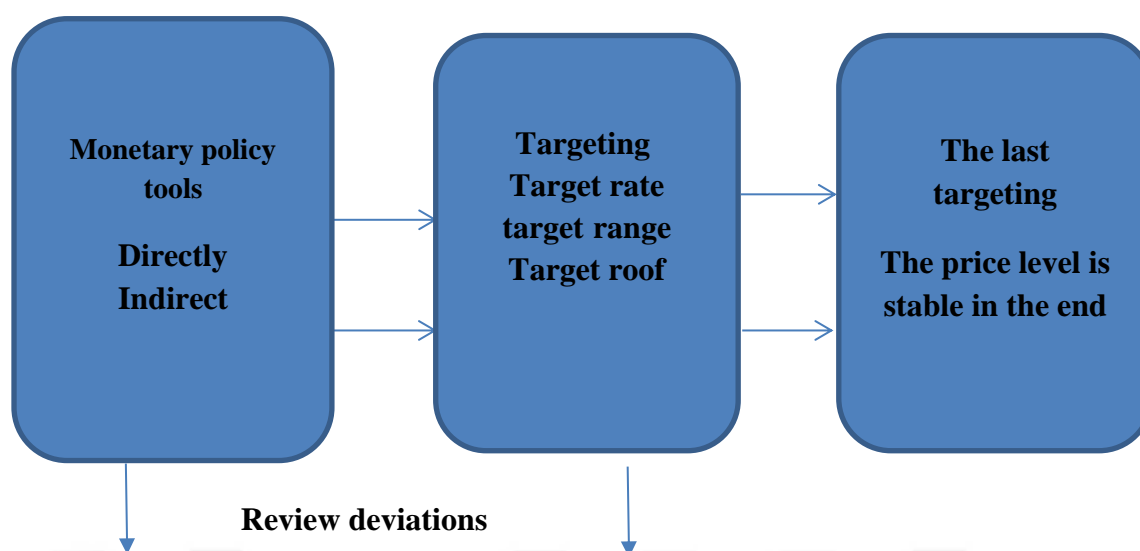 Monetary policy
tools
Directly
Indirect
Targeting
Target rate
target range
Target roof
The last
targeting
The price level is
stable in the end
Review deviations